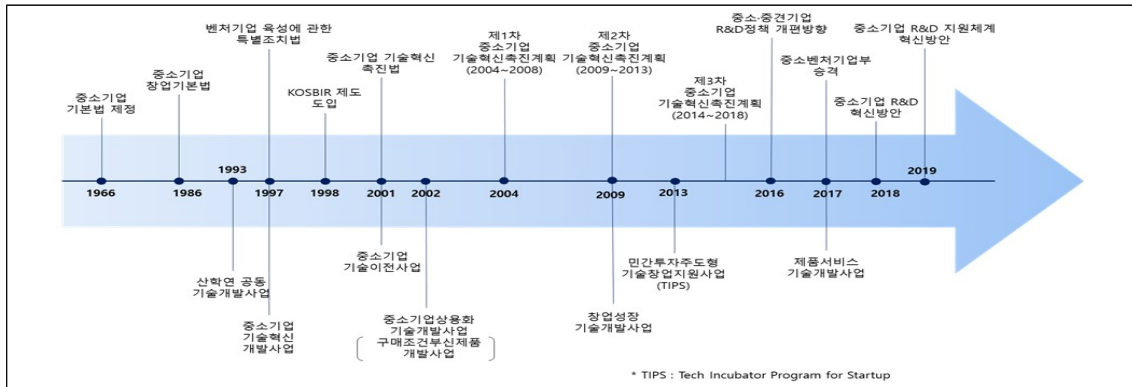 벤처기업 육성에 관한
특별조치법
중소기업
창업기본법
중소기업
기본법 제정
KOSBIR 제도
도입
중소기업 기술혁신
촉진법
제1차
중소기업
기술혁신촉진계획
(2004~2008)
제2차
중소기업
기술혁신촉진계획
(2009~2013)
제3차
중소기업
기술혁신촉진계획
(2014~2018)
중소·중견기업
R&D정책 개편방향
중소벤처기업부
승격
중소기업 R&D
혁신방안
중소기업 R&D 지원체계
혁신방안
1966
1986
1993
1997
1998
2001
2002
2004
2009
2013
2016
2017
2018
2019
산학연 공동
기술개발사업
중소기업
기술혁신
개발사업
중소기업
기술이전사업
중소기업상용화
기술개발사업
구매조건부신제품
개발사업
창업성장
기술개발사업
민간투자주도형
기술창업지원사업
(TIPS)
제품서비스
기술개발사업
* TIPS : Tech Incubator Program for Startup